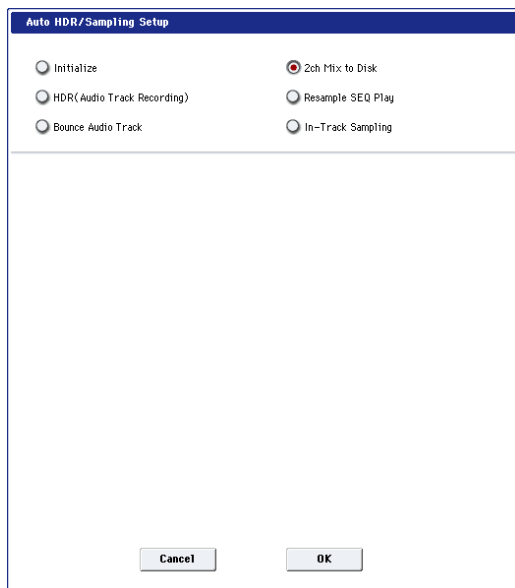 Auto HDR/Sampling Setup
Initialize
2ch Mix to Disk
HDR(Audio Track Recording)
Resample SEQ Play
Bounce Audio Track
In-Track Sampling
Cancel
OK